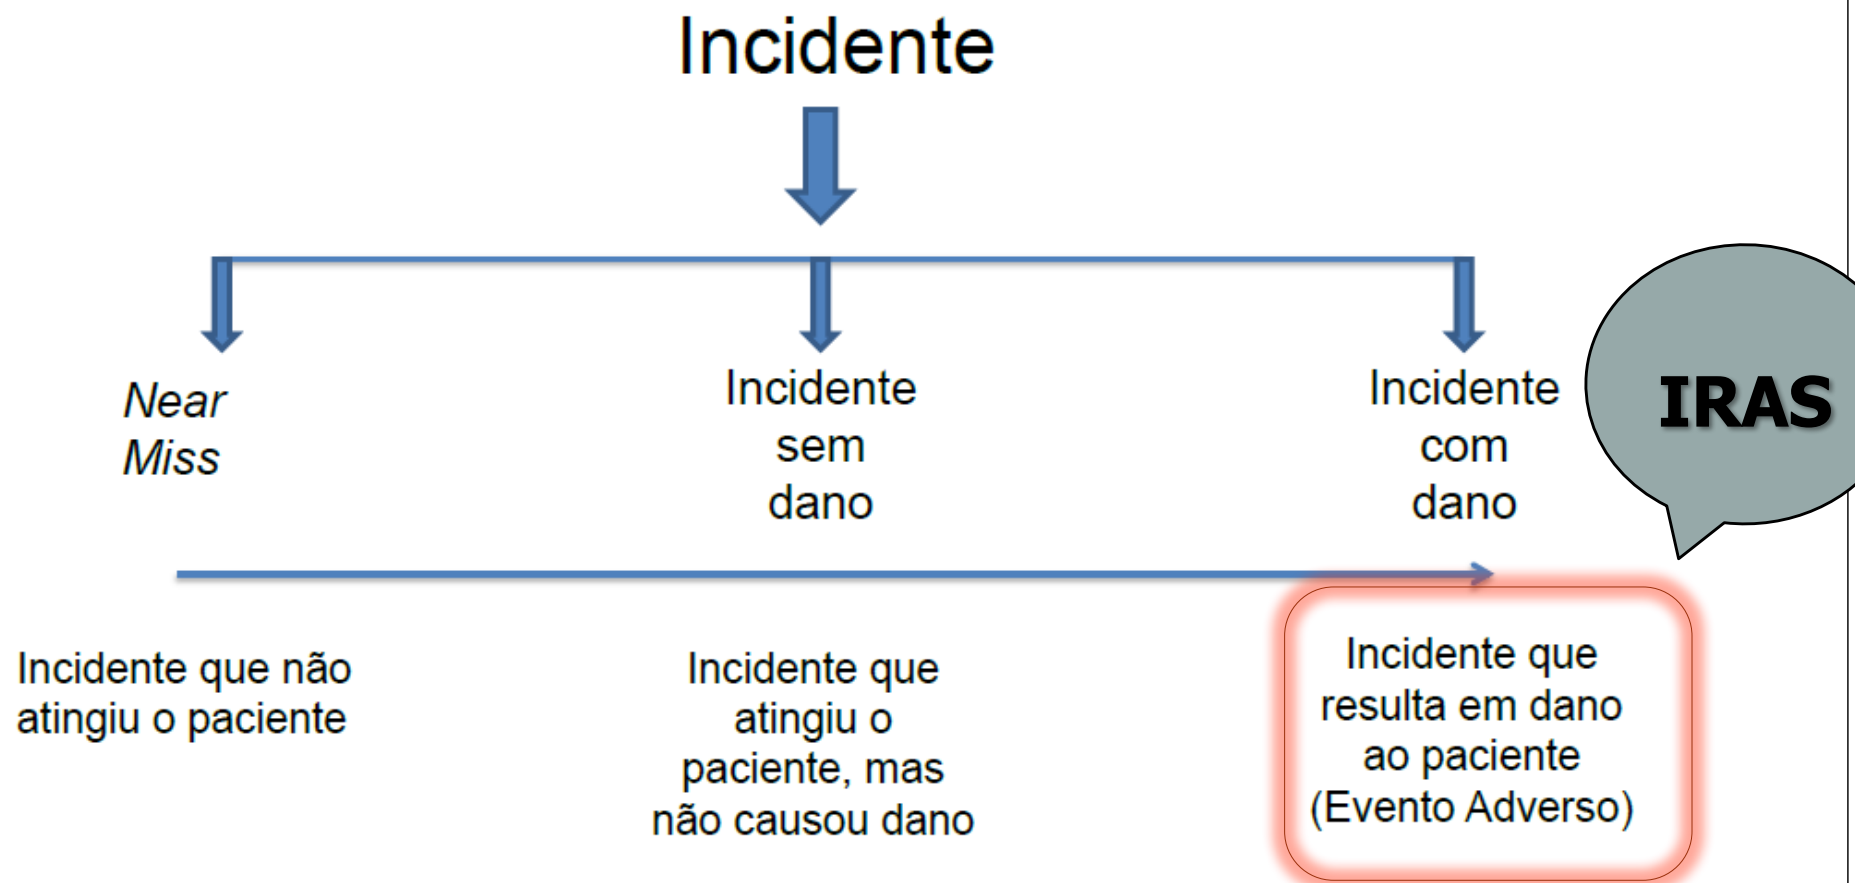 Incidente
Near
Miss
Incidente
sem
dano
Incidente
com
dano
IRAS
Incidente que não
atingiu o paciente
Incidente que
atingiu o
paciente, mas
não causou dano
Incidente que
resulta em dano
ao paciente
(Evento Adverso)